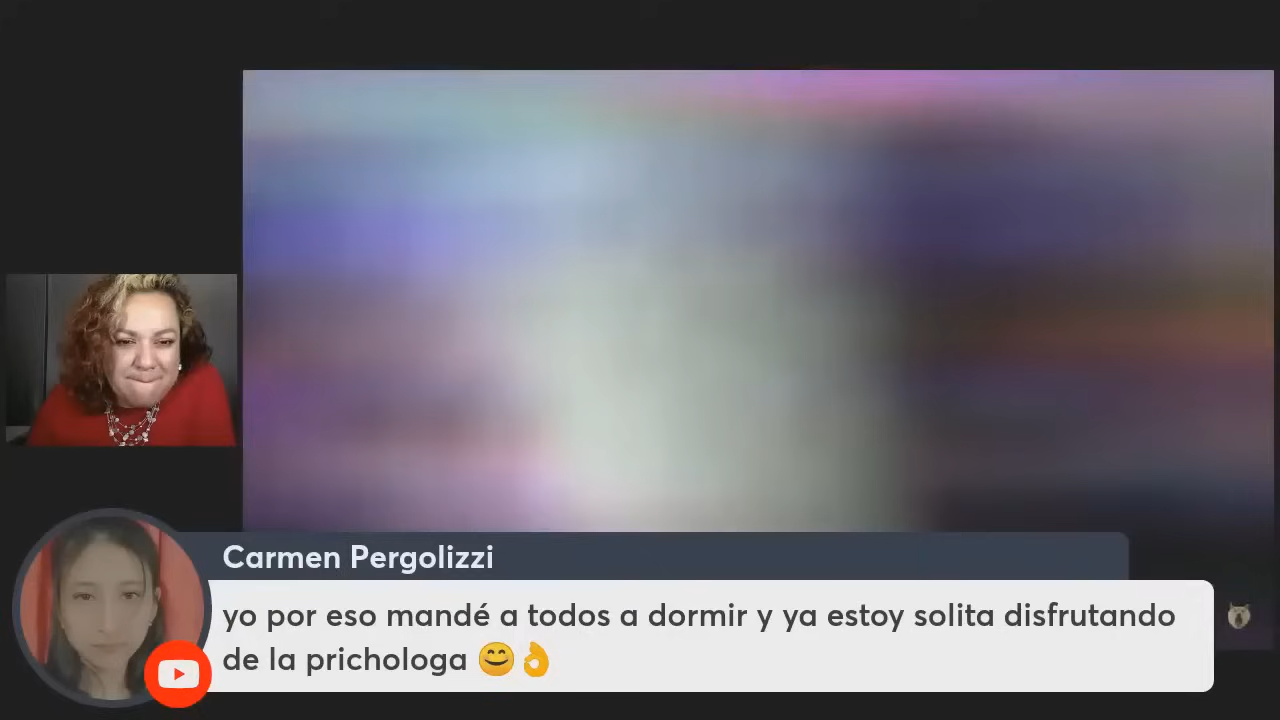 Carmen Pergolizzi
yo por eso mandé a todos a dormir y ya estoy solita disfrutando
de la prichologa 😊👌